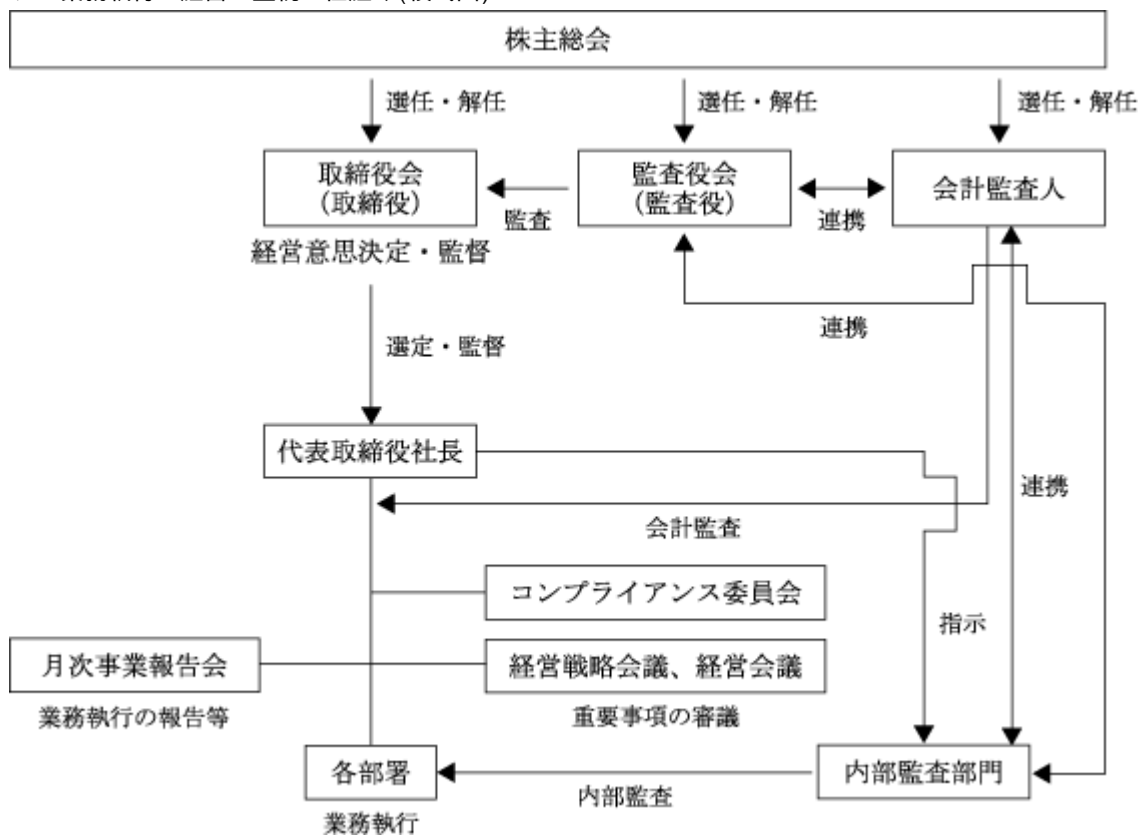 株主総会
選任・解任
選任・解任
選任・解任
取締役会
(取締役)
監査
監査役会
(監査役)
連携
会計監査人
経営意思決定・監督
連携
選定・監督
代表取締役社長
連携
会計監査
コンプライアンス委員会
指示
月次事業報告会
経営戦略会議、経営会議
業務執行の報告等
重要事項の審議
各部署
内部監査
内部監査部門
業務執行